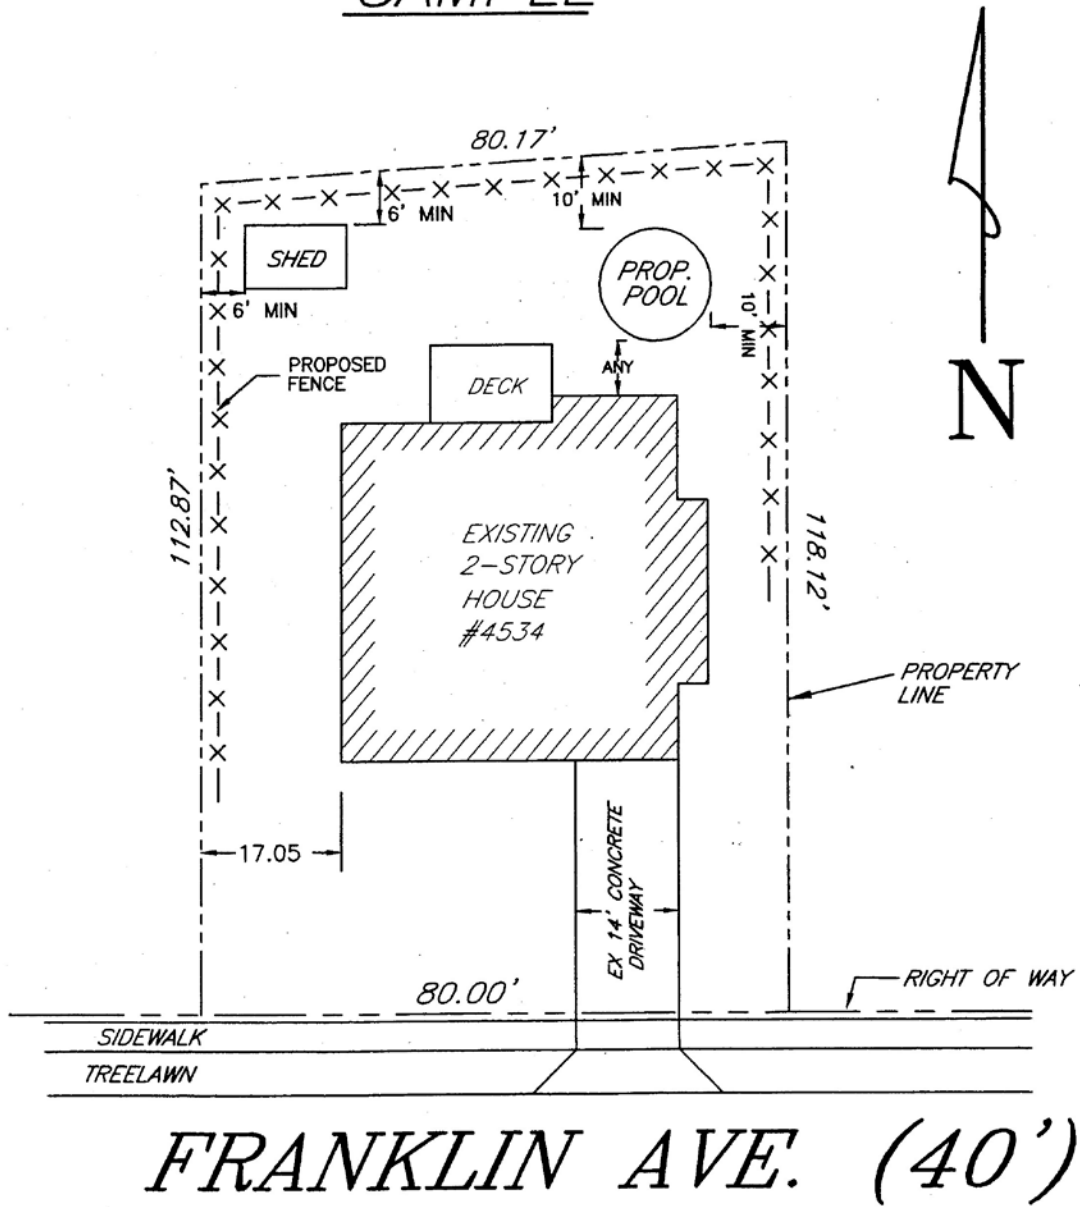 80.17'
6' MIN
10' MIN
SHED
PROP.
POOL
6' MIN
10' MIN
PROPOSED
FENCE
ANY
DECK
N
112.87'
118.12'
EXISTING
2-STORY
HOUSE
#4534
PROPERTY
LINE
17.05
EX 14' CONCRETE
DRIVEWAY
80.00'
RIGHT OF WAY
SIDEWALK
TREELAWN
FRANKLIN AVE. (40')